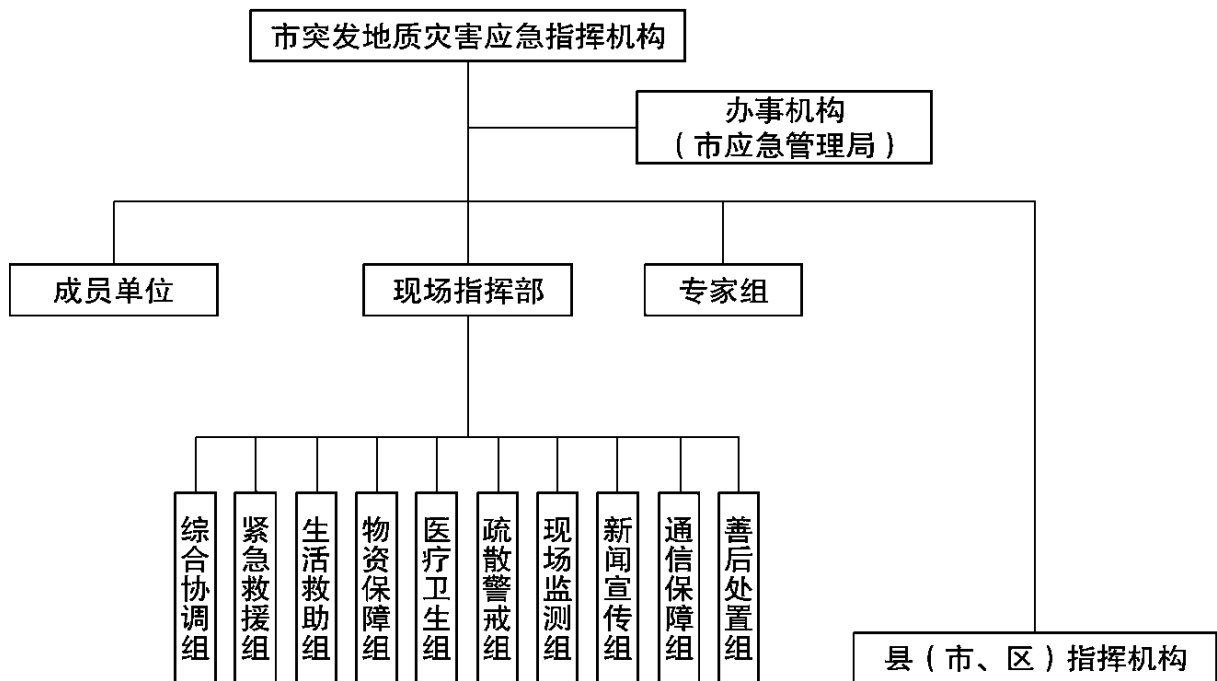 市突发地质灾害应急指挥机构
办事机构
（市应急管理局）
成员单位
现场指挥部
专家组
综合协调组
紧急救援组
生活救助组
物资保障组
医疗卫生组
疏散警戒组
现场监测组
新闻宣传组
通信保障组
善后处置组
县（市、区）指挥机构